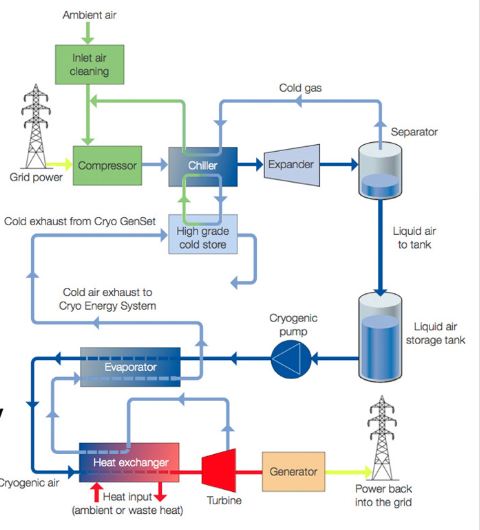 Ambient air
Inlet air
cleaning
Cold gas
Separator
Grid power
Compressor
Chiller
Expander
Cold exhaust from Cryo GenSet
High grade
cold store
Liquid air
to tank
Cold air exhaust to
Cryo Energy System
Cryogenic
pump
Liquid air
storage tank
Evaporator
Cryogenic air
Heat exchanger
Heat input
(ambient or waste heat)
Turbine
Generator
Power back
into the grid